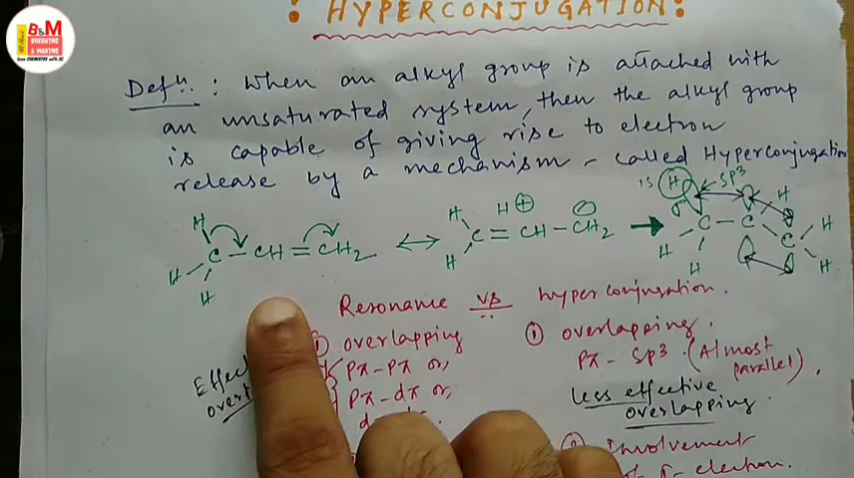 B&M
: HYPERCONJUGATION :
Defn. : When an alkyl group is attached with
an unsaturated system, then the alkyl group
is capable of giving rise to electron
release by a mechanism - called Hyperconjugation
H
C - CH = CH2
H
H
H H ⊕ ⊖
C = CH - CH2
H
1s H sp3
σ
H
C - C
C
H
H
H
H
Resonance vs hyperconjugation.
① overlapping
Pπ - Pπ or,
Pπ - dπ or,
① overlapping.
Pπ - sp3. (Almost
parallel).
less effective
overlapping.
② Involvement
of σ - electron.